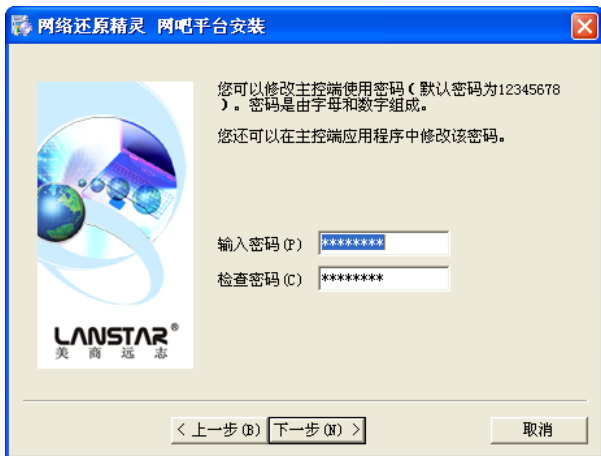 网络还原精灵 网吧平台安装
您可以修改主控端使用密码(默认密码为12345678
)。密码是由字母和数字组成。
您还可以在主控端应用程序中修改该密码。
输入密码(P) ********
检查密码(C) ********
LANSTAR®
美商远志
< 上一步(B) 下一步(N) > 取消